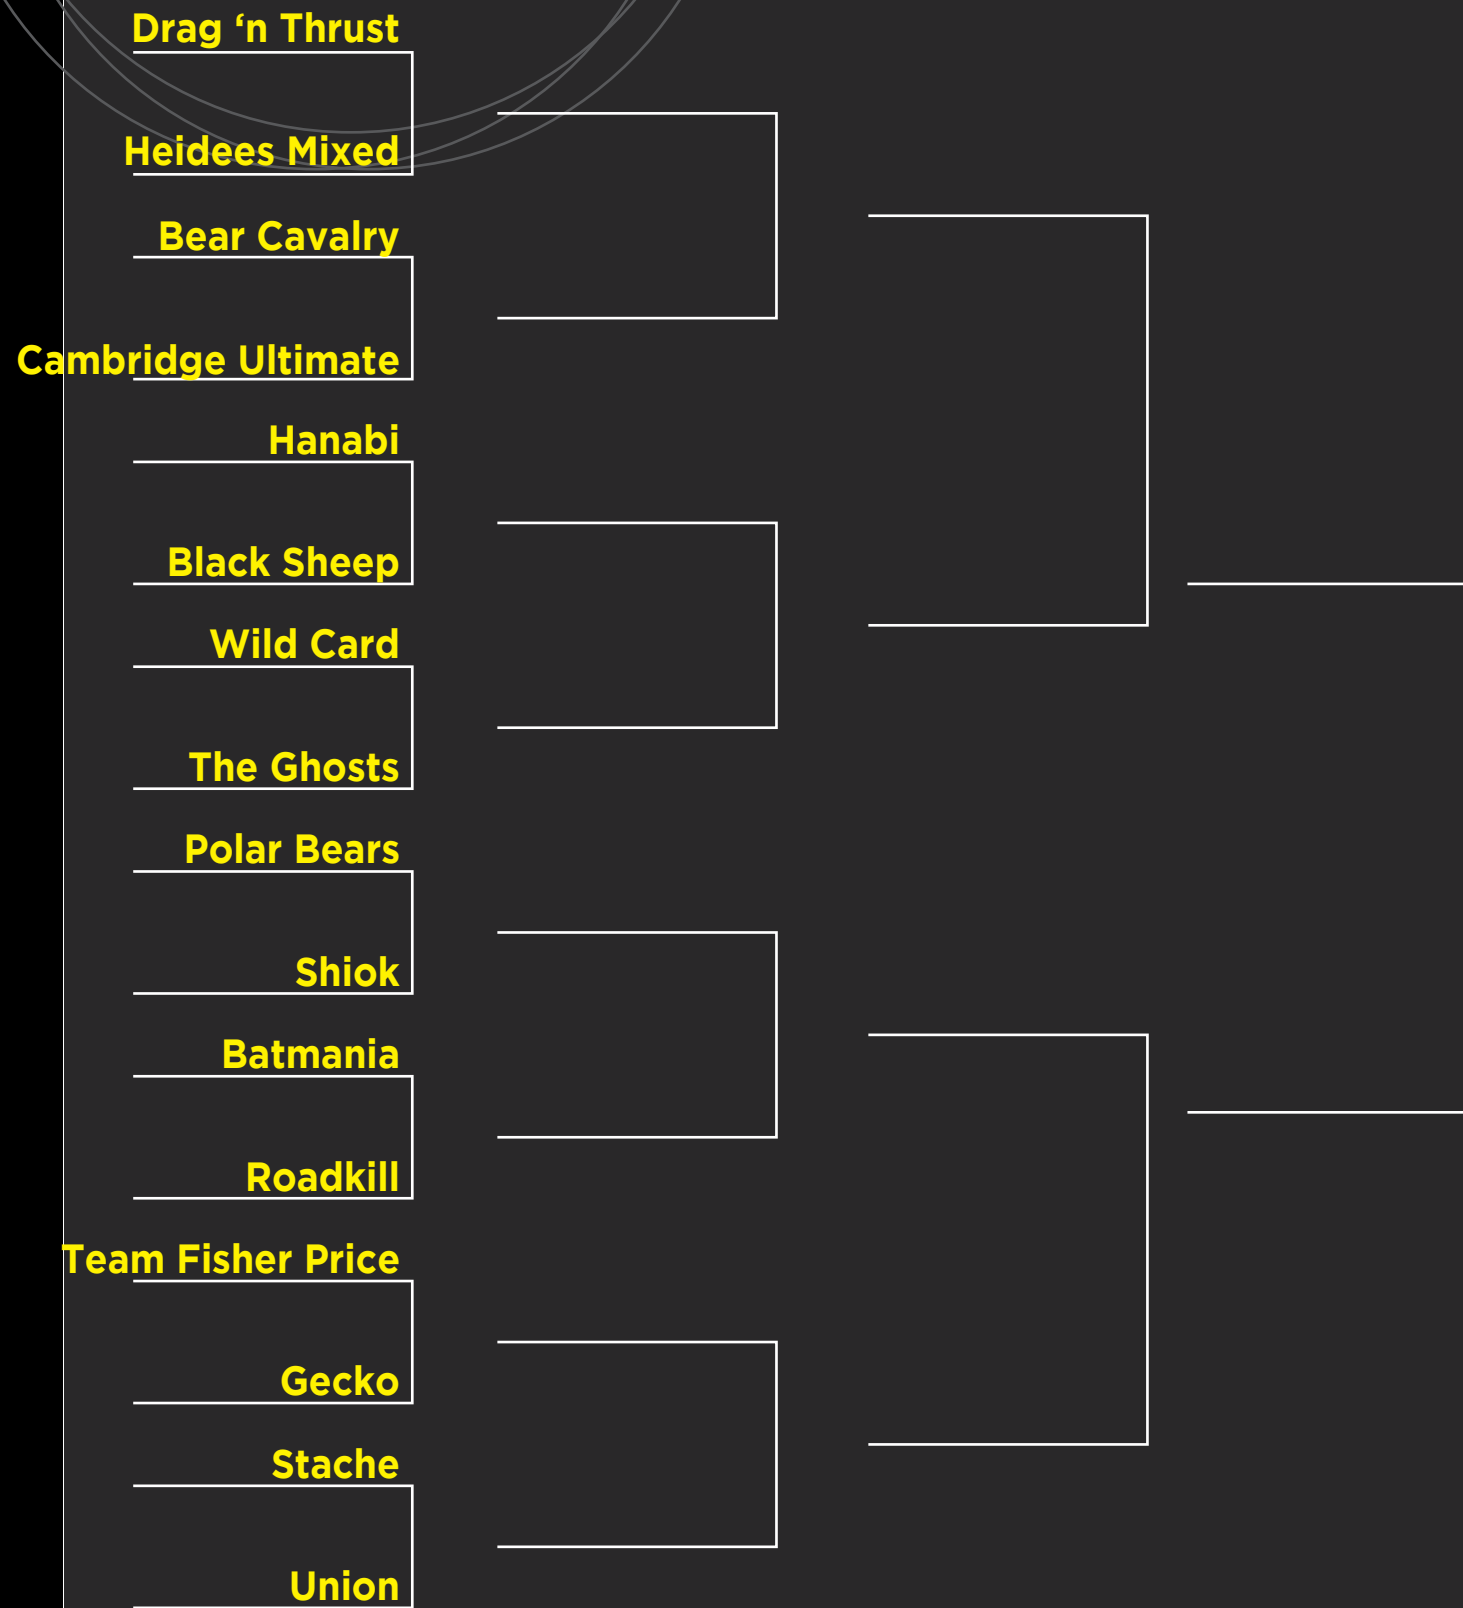 Drag ‘n Thrust
Heidees Mixed
Bear Cavalry
Cambridge Ultimate
Hanabi
Black Sheep
Wild Card
The Ghosts
Polar Bears
Shiok
Batmania
Roadkill
Team Fisher Price
Gecko
Stache
Union